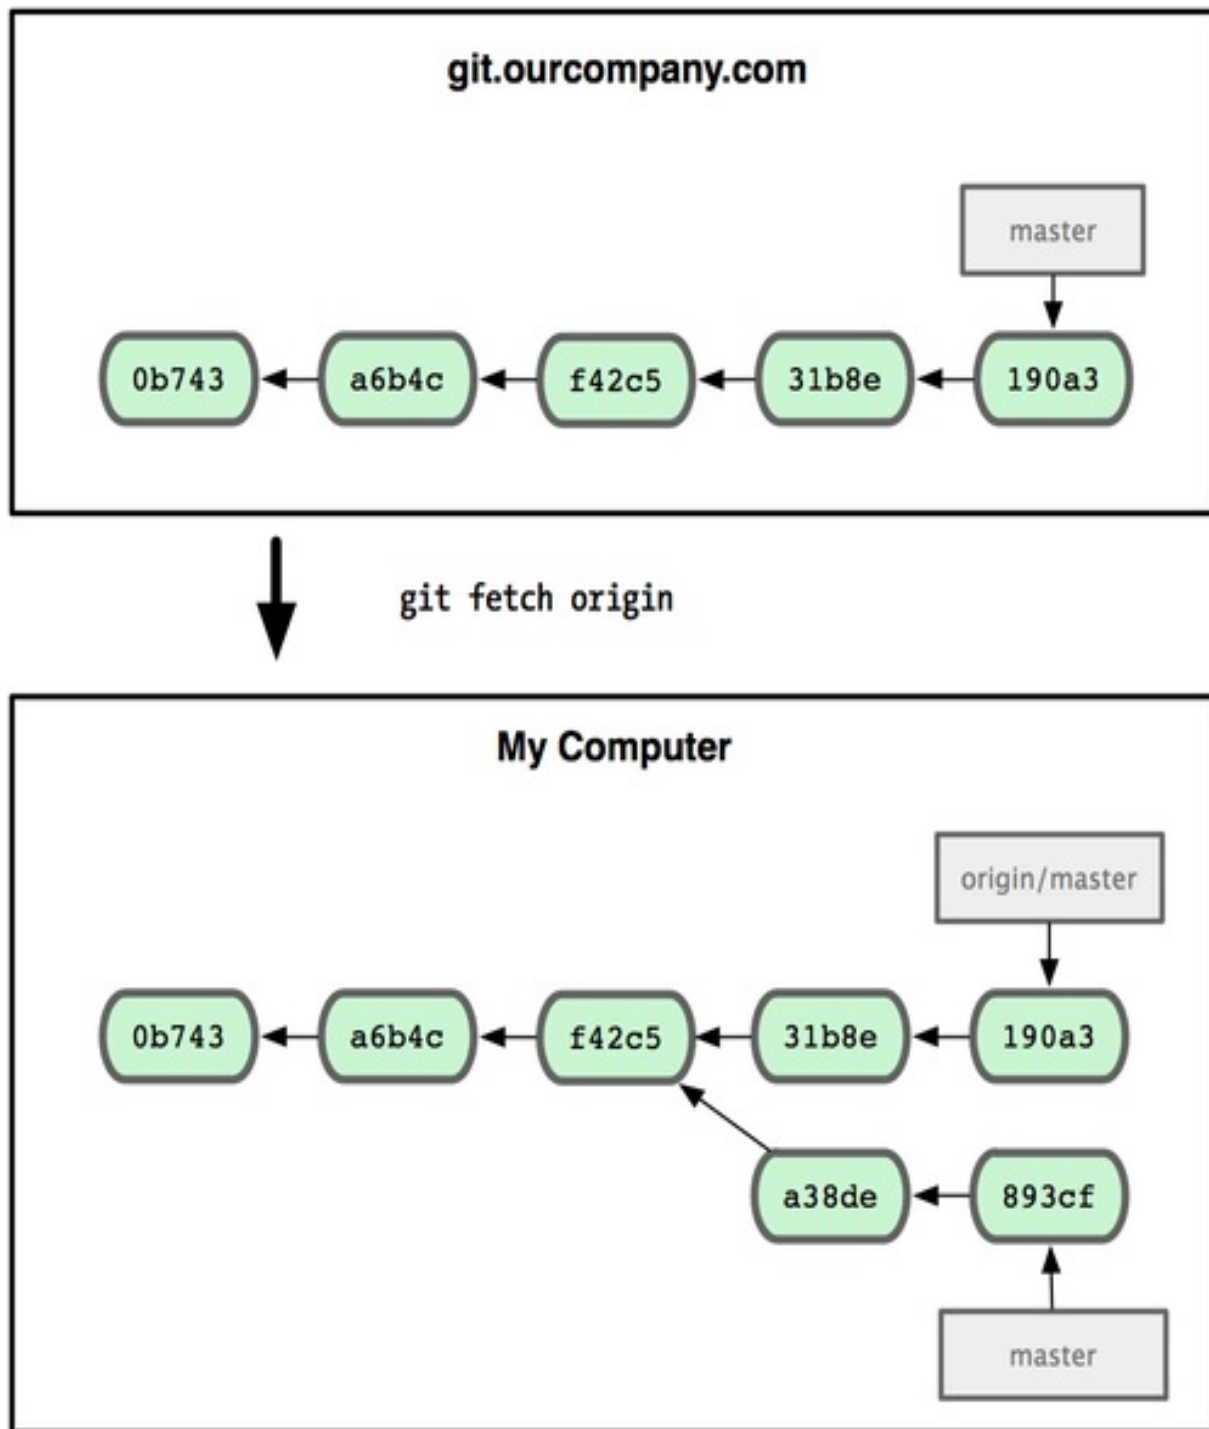 git.ourcompany.com
master
0b743 a6b4c f42c5 31b8e 190a3
git fetch origin
My Computer
origin/master
0b743 a6b4c f42c5 31b8e 190a3
a38de 893cf
master